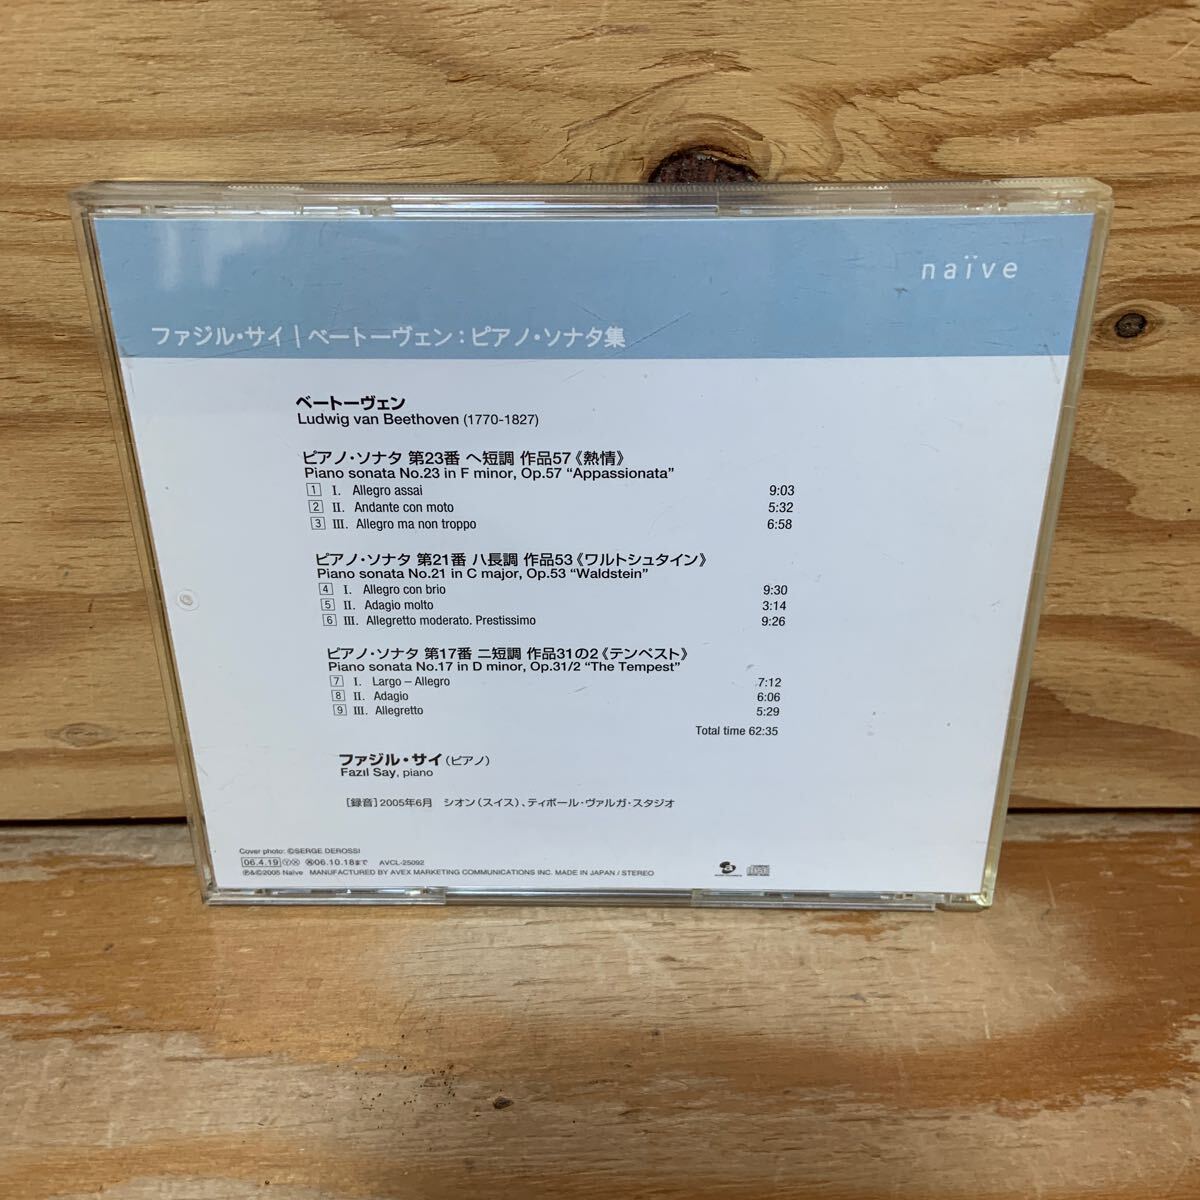 naïve
ファジル・サイ | ベートーヴェン：ピアノ・ソナタ集
ベートーヴェン
Ludwig van Beethoven (1770-1827)
ピアノ・ソナタ 第23番 ヘ短調 作品57《熱情》
Piano sonata No.23 in F minor, Op.57 “Appassionata”
1 I. Allegro assai 9:03
2 II. Andante con moto 5:32
3 III. Allegro ma non troppo 6:58
ピアノ・ソナタ 第21番 ハ長調 作品53《ワルトシュタイン》
Piano sonata No.21 in C major, Op.53 “Waldstein”
4 I. Allegro con brio 9:30
5 II. Adagio molto 3:14
6 III. Allegretto moderato. Prestissimo 9:26
ピアノ・ソナタ 第17番 ニ短調 作品31の2《テンペスト》
Piano sonata No.17 in D minor, Op.31/2 “The Tempest”
7 I. Largo – Allegro 7:12
8 II. Adagio 6:06
9 III. Allegretto 5:29
Total time 62:35
ファジル・サイ（ピアノ）
Fazıl Say, piano
［録音］2005年6月 シオン（スイス）、ティボール・ヴァルガ・スタジオ
Cover photo: ©SERGE DEROSSI
06.4.19 Ⓨ Ⓧ 06.10.18まで AVCL-25092
℗&©2005 Naïve MANUFACTURED BY AVEX MARKETING COMMUNICATIONS INC. MADE IN JAPAN / STEREO